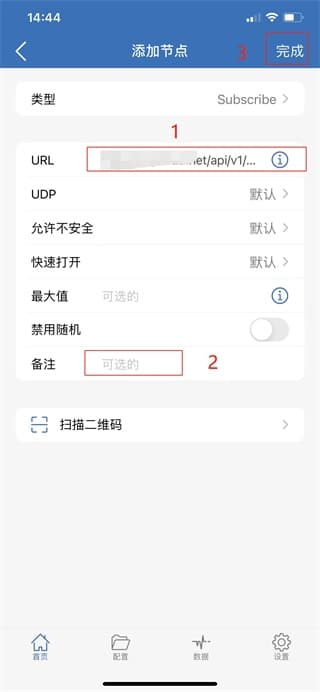 14:44
添加节点
3 完成
类型 Subscribe
1
URL .net/api/v1/... i
UDP 默认
允许不安全 默认
快速打开 默认
最大值 可选的 i
禁用随机
备注 可选的 2
扫描二维码
首页 配置 数据 设置